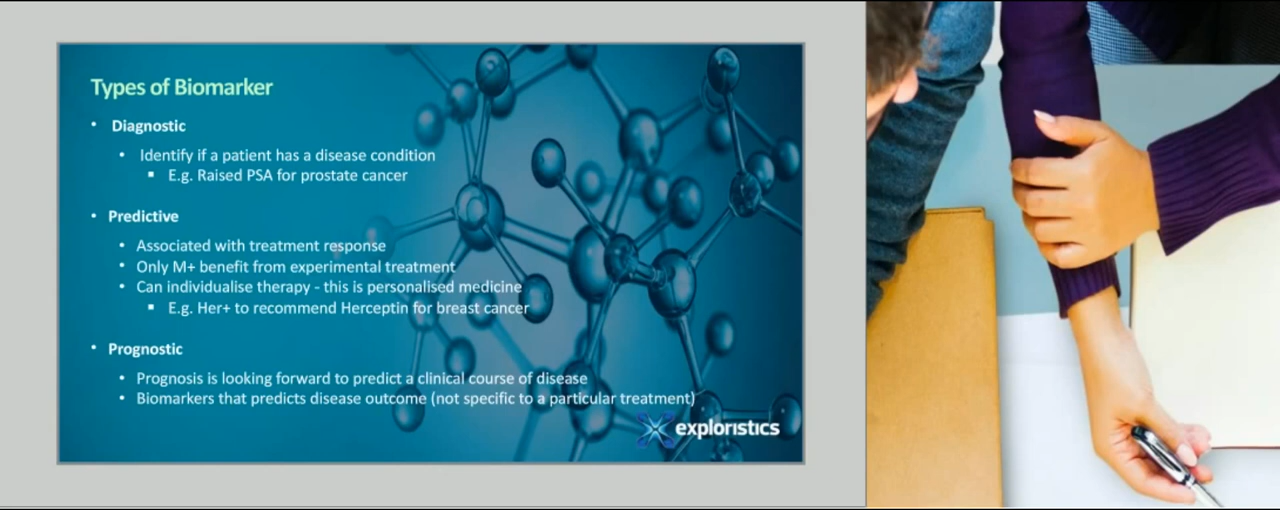 Types of Biomarker
• Diagnostic
• Identify if a patient has a disease condition
▪ E.g. Raised PSA for prostate cancer
• Predictive
• Associated with treatment response
• Only M+ benefit from experimental treatment
• Can individualise therapy - this is personalised medicine
▪ E.g. Her+ to recommend Herceptin for breast cancer
• Prognostic
• Prognosis is looking forward to predict a clinical course of disease
• Biomarkers that predicts disease outcome (not specific to a particular treatment)
exploristics